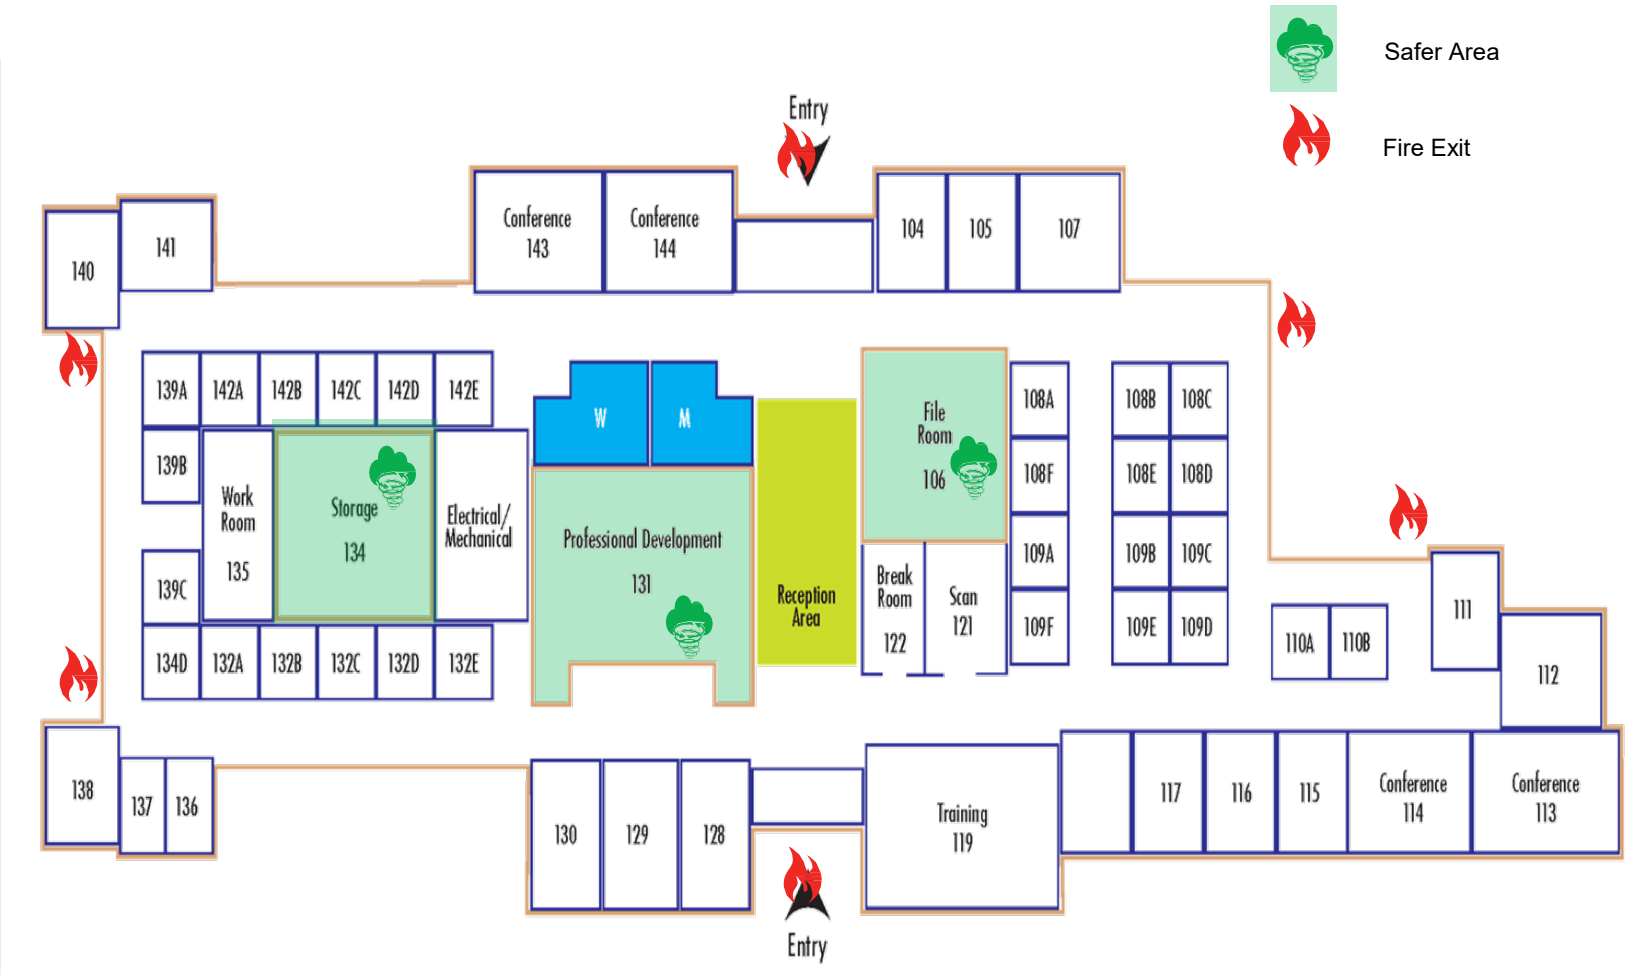 Safer Area
Fire Exit
Entry
140
141
Conference
143
Conference
144
104
105
107
139A
142A
142B
142C
142D
142E
139B
Work
Room
135
Storage
134
Electrical/
Mechanical
139C
134D
132A
132B
132C
132D
132E
W
M
Professional Development
131
Reception
Area
File
Room
106
Break
Room
122
Scan
121
108A
108B
108C
108F
108E
108D
109A
109B
109C
109F
109E
109D
110A
110B
111
112
138
137
136
130
129
128
Training
119
117
116
115
Conference
114
Conference
113
Entry